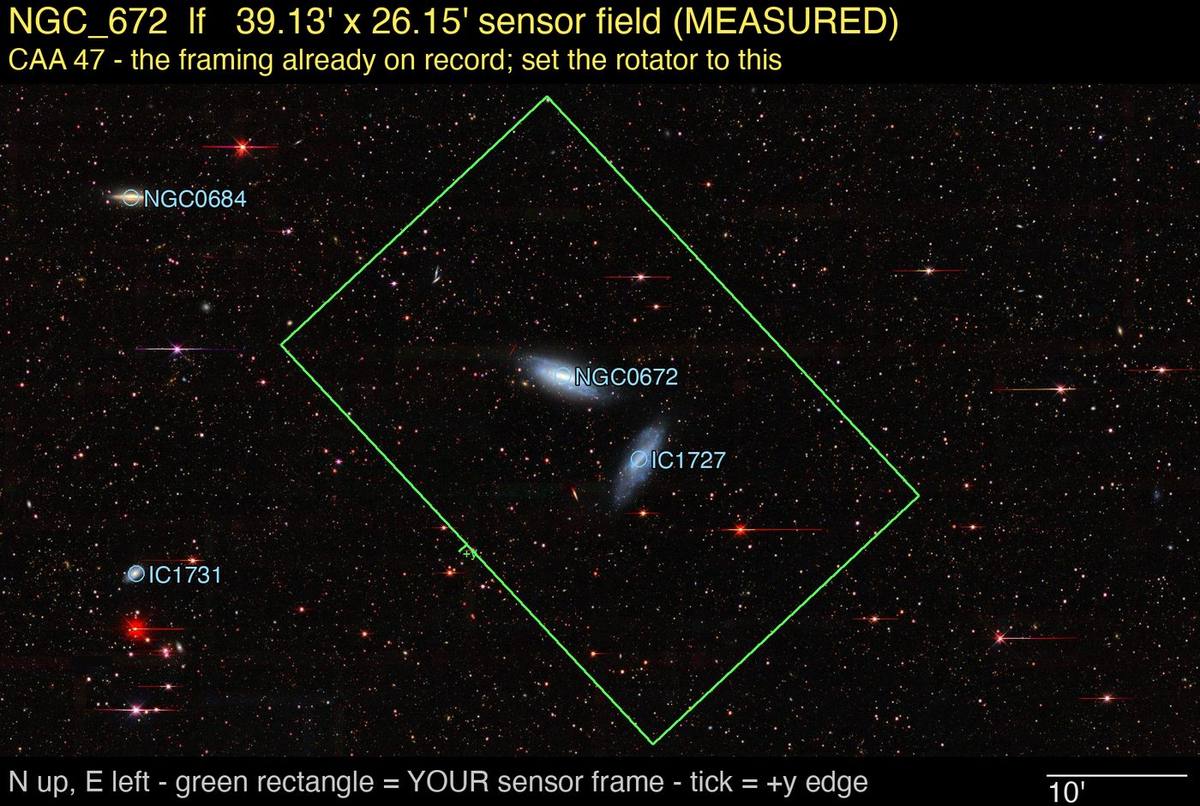 NGC_672 lf 39.13' x 26.15' sensor field (MEASURED)
CAA 47 - the framing already on record; set the rotator to this
NGC0684
NGC0672
IC1727
+y
IC1731
N up, E left - green rectangle = YOUR sensor frame - tick = +y edge
10'